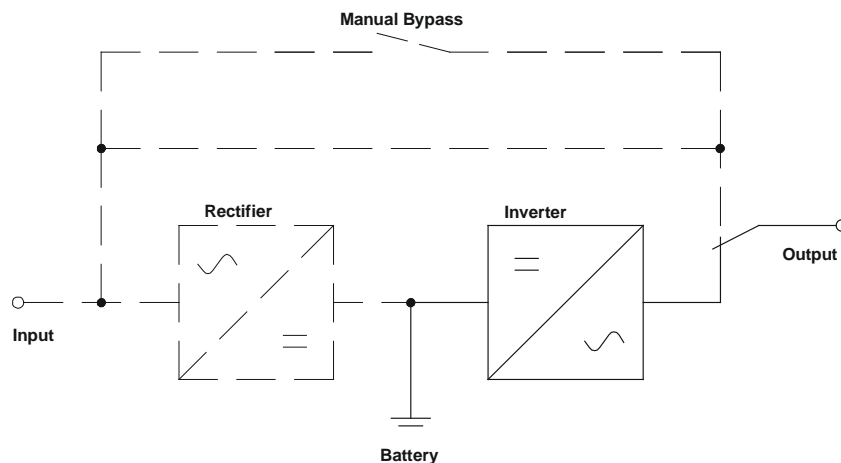 Manual Bypass
Rectifier
Inverter
Output
Input
Battery